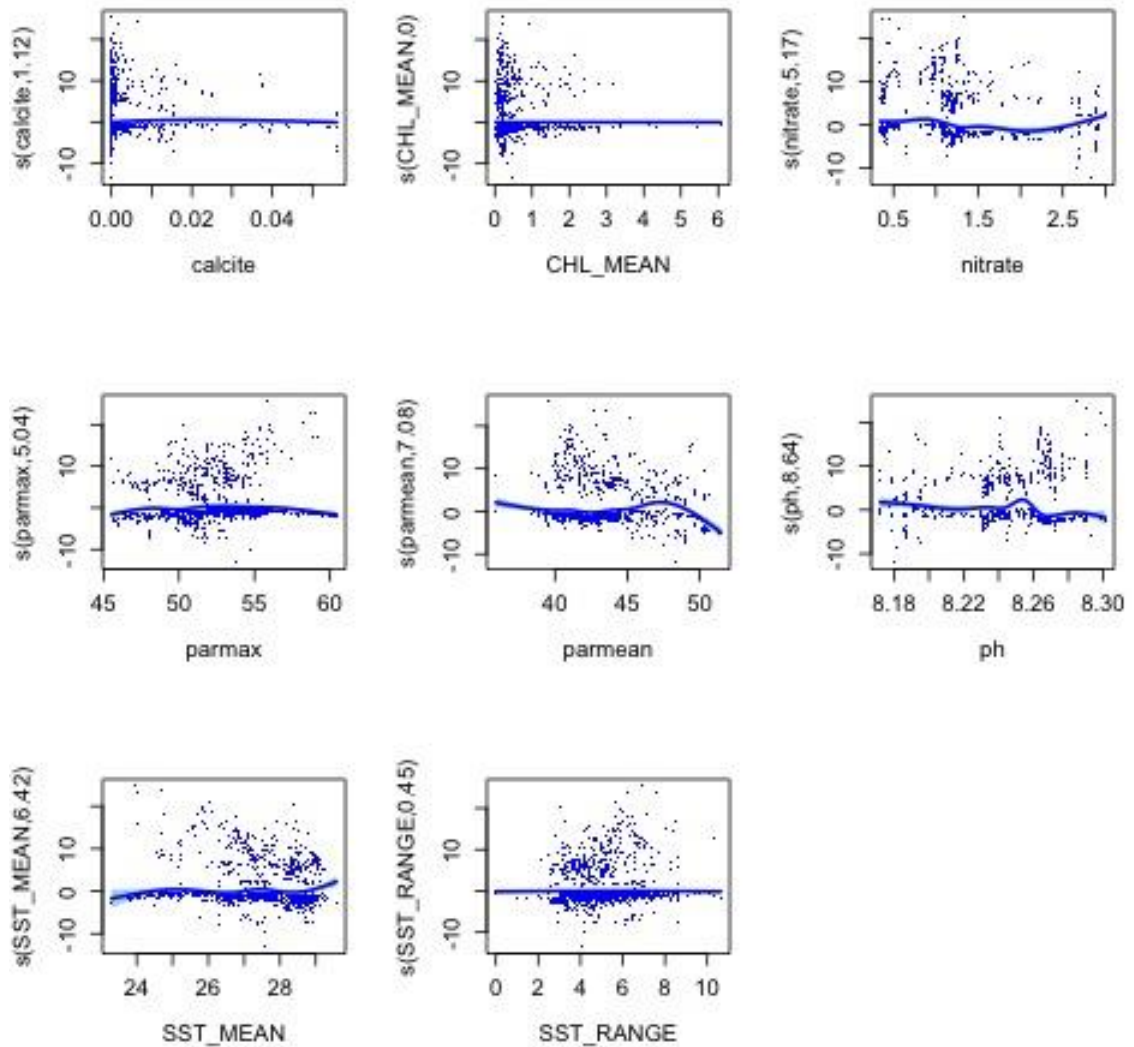 s(calcite,1.12)
10
-10
0.00 0.02 0.04
calcite
s(CHL_MEAN,0)
10
-10
0 1 2 3 4 5 6
CHL_MEAN
s(nitrate,5.17)
10
0
-10
0.5 1.5 2.5
nitrate
s(parmax,5.04)
10
-10
45 50 55 60
parmax
s(parmean,7.08)
10
0
-10
40 45 50
parmean
s(ph,8.64)
10
0
-10
8.18 8.22 8.26 8.30
ph
s(SST_MEAN,6.42)
10
0
-10
24 26 28
SST_MEAN
s(SST_RANGE,0.45)
10
-10
0 2 4 6 8 10
SST_RANGE